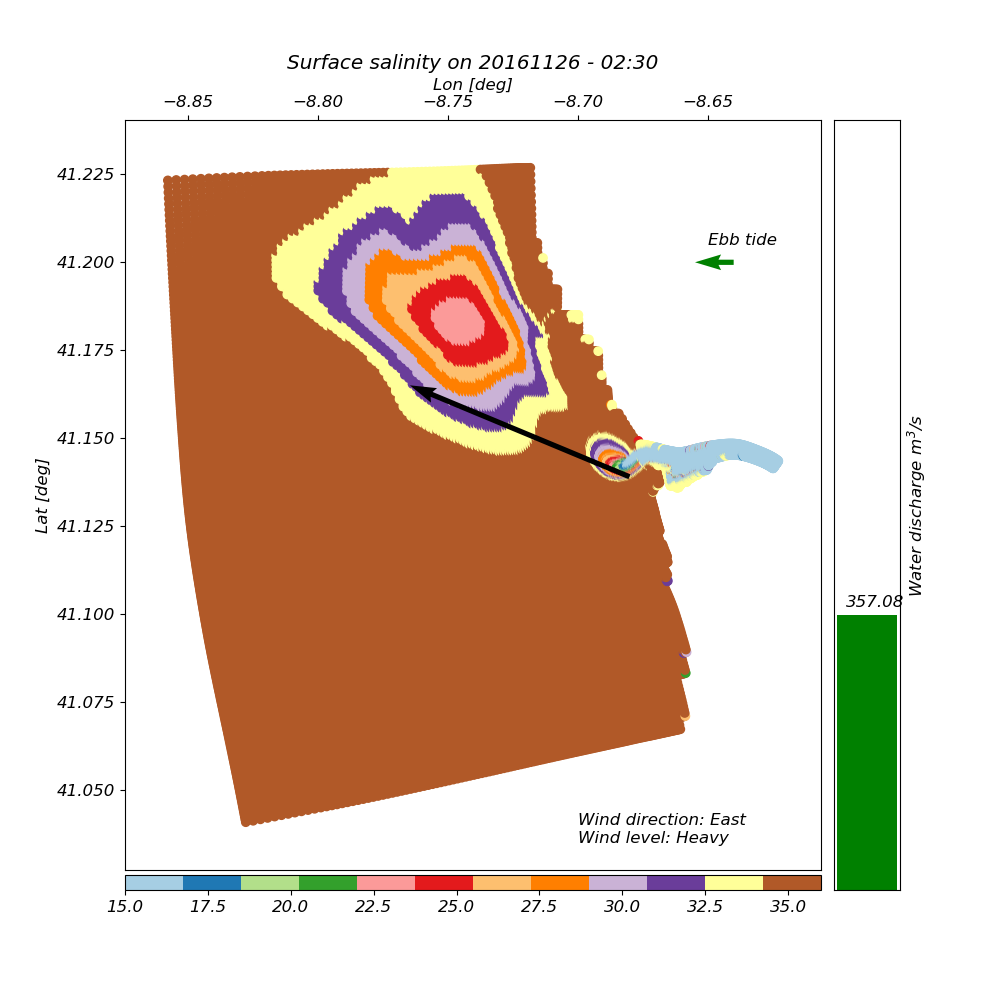 Surface salinity on 20161126 - 02:30
Lon [deg]
−8.85 −8.80 −8.75 −8.70 −8.65
41.225
41.200
41.175
41.150
41.125
41.100
41.075
41.050
Lat [deg]
Ebb tide
Wind direction: East
Wind level: Heavy
357.08
Water discharge m³/s
15.0 17.5 20.0 22.5 25.0 27.5 30.0 32.5 35.0